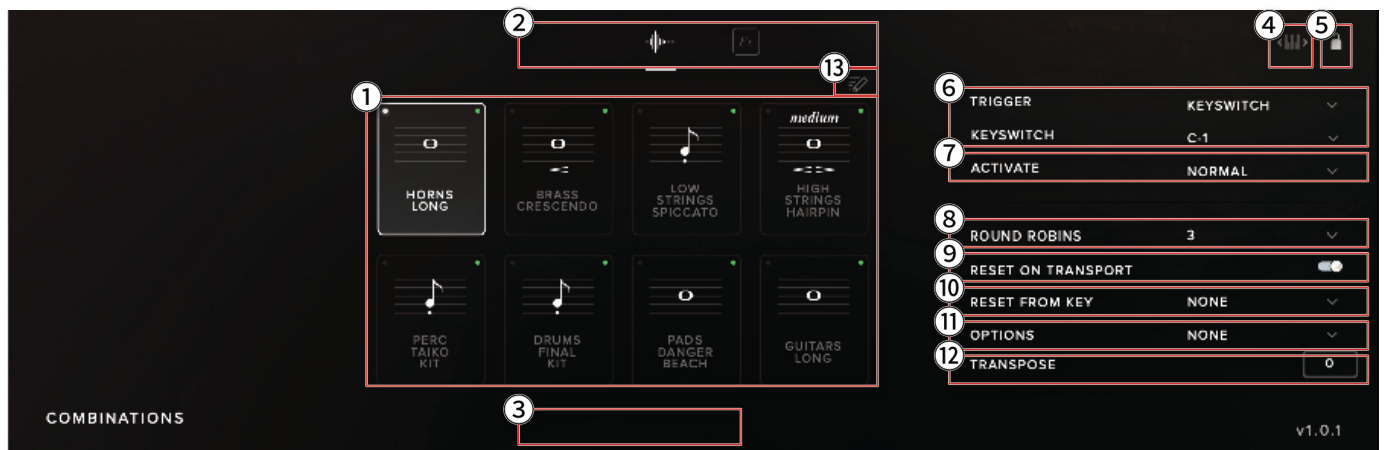 2
4
5
13
1
6
TRIGGER KEYSWITCH
KEYSWITCH C-1
7
ACTIVATE NORMAL
medium
HORNS
LONG
BRASS
CRESCENDO
LOW
STRINGS
SPICCATO
HIGH
STRINGS
HAIRPIN
8
ROUND ROBINS 3
9
RESET ON TRANSPORT
10
RESET FROM KEY NONE
11
OPTIONS NONE
12
TRANSPOSE 0
PERC
TAIKO
KIT
DRUMS
FINAL
KIT
PADS
DANGER
BEACH
GUITARS
LONG
3
COMBINATIONS
v1.0.1